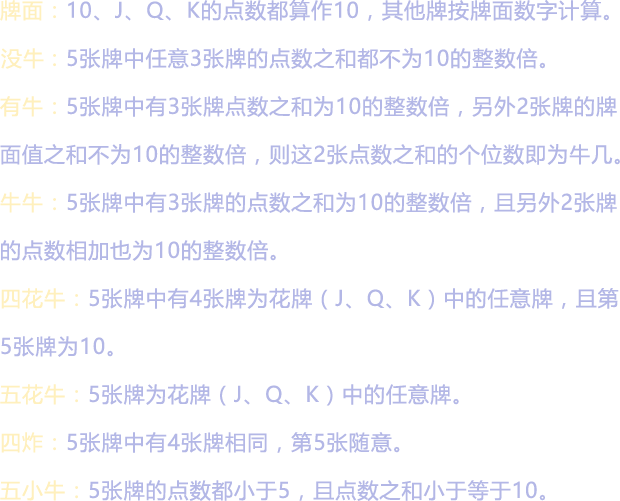 牌面：10、J、Q、K的点数都算作10，其他牌按牌面数字计算。
没牛：5张牌中任意3张牌的点数之和都不为10的整数倍。
有牛：5张牌中有3张牌点数之和为10的整数倍，另外2张牌的牌
面值之和不为10的整数倍，则这2张点数之和的个位数即为牛几。
牛牛：5张牌中有3张牌的点数之和为10的整数倍，且另外2张牌
的点数相加也为10的整数倍。
四花牛：5张牌中有4张牌为花牌（J、Q、K）中的任意牌，且第
5张牌为10。
五花牛：5张牌为花牌（J、Q、K）中的任意牌。
四炸：5张牌中有4张牌相同，第5张随意。
五小牛：5张牌的点数都小于5，且点数之和小于等于10。